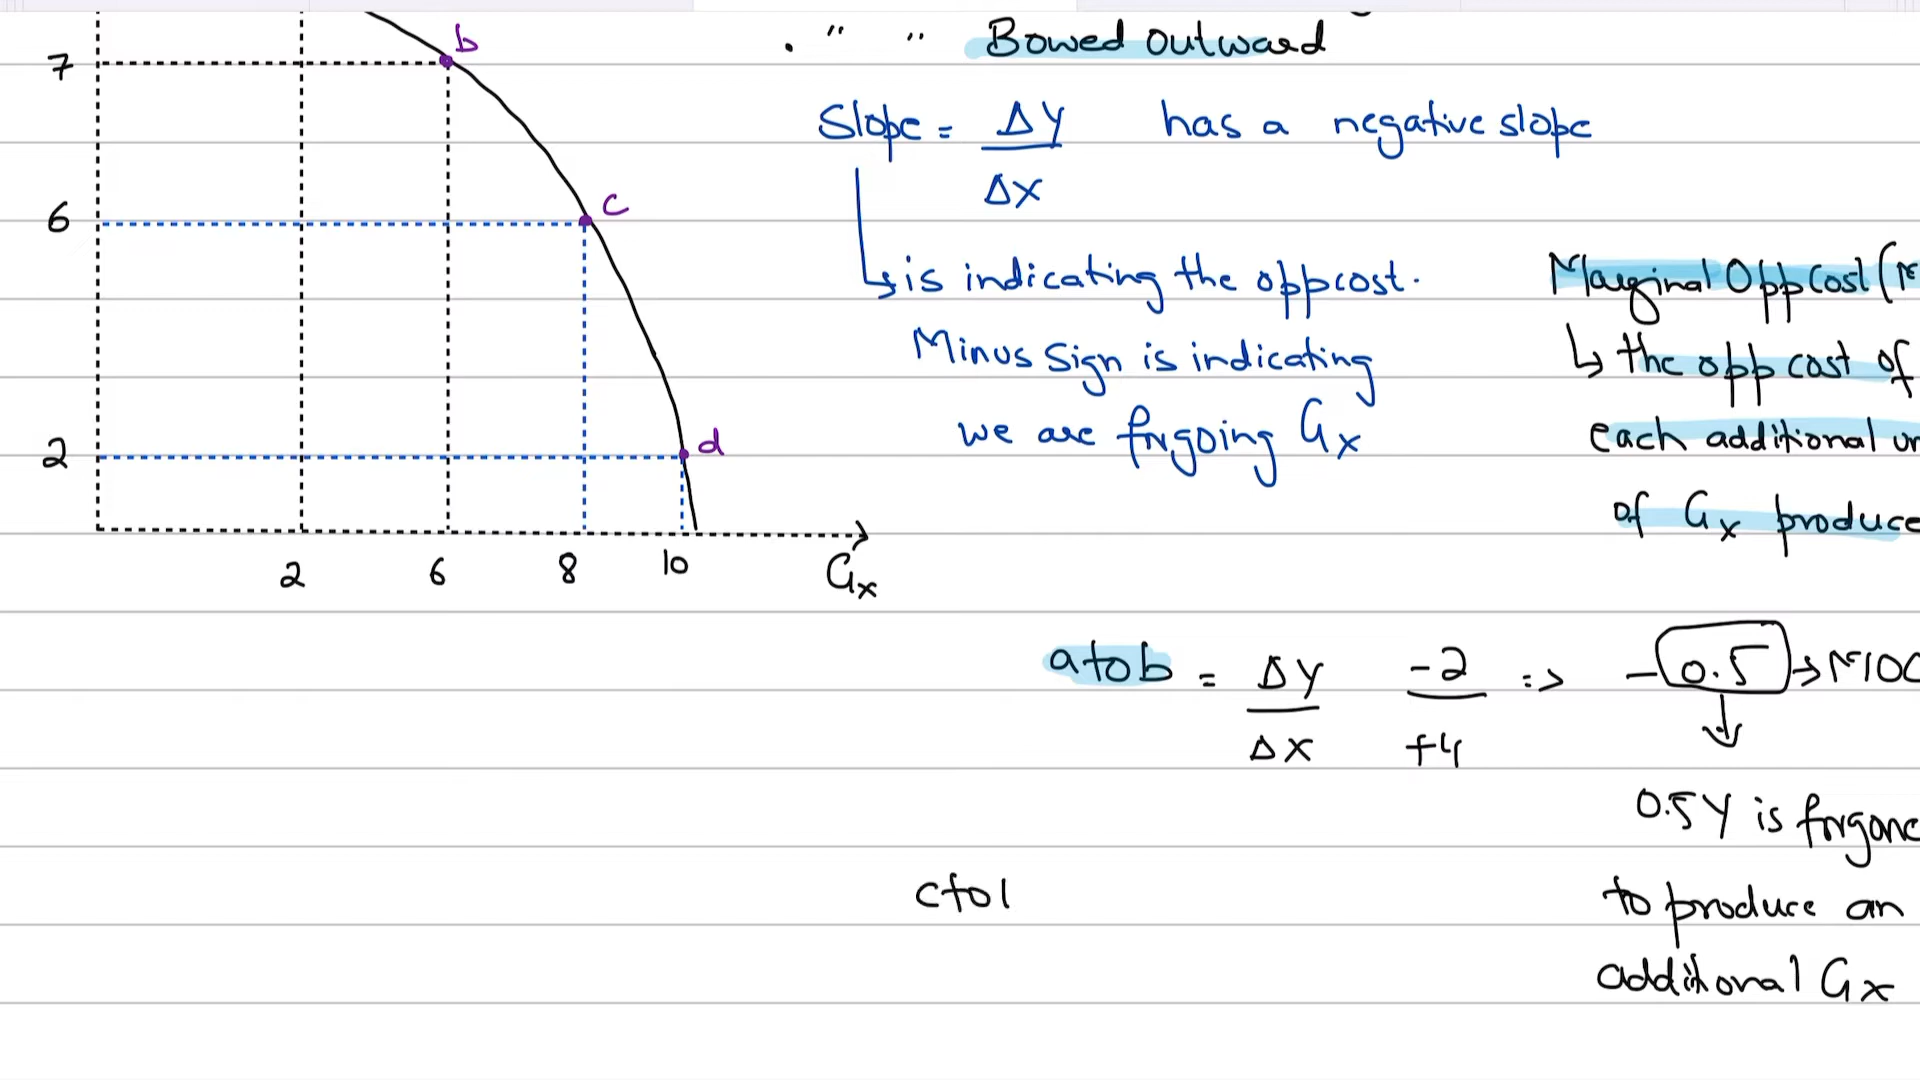 b
7
. " " Bowed outward
Slope = ΔY has a negative slope
ΔX
c
6
↳ is indicating the opp cost.
Marginal Opp Cost (M
Minus Sign is indicating
↳ the opp cost of
we are forgoing Gx
each additional un
2
d
of Gx produce
2 6 8 10 Gx
a to b = ΔY -2 => -0.5 → MOC
ΔX +4
↓
0.5Y is forgone
to produce an
c to l
additional Gx